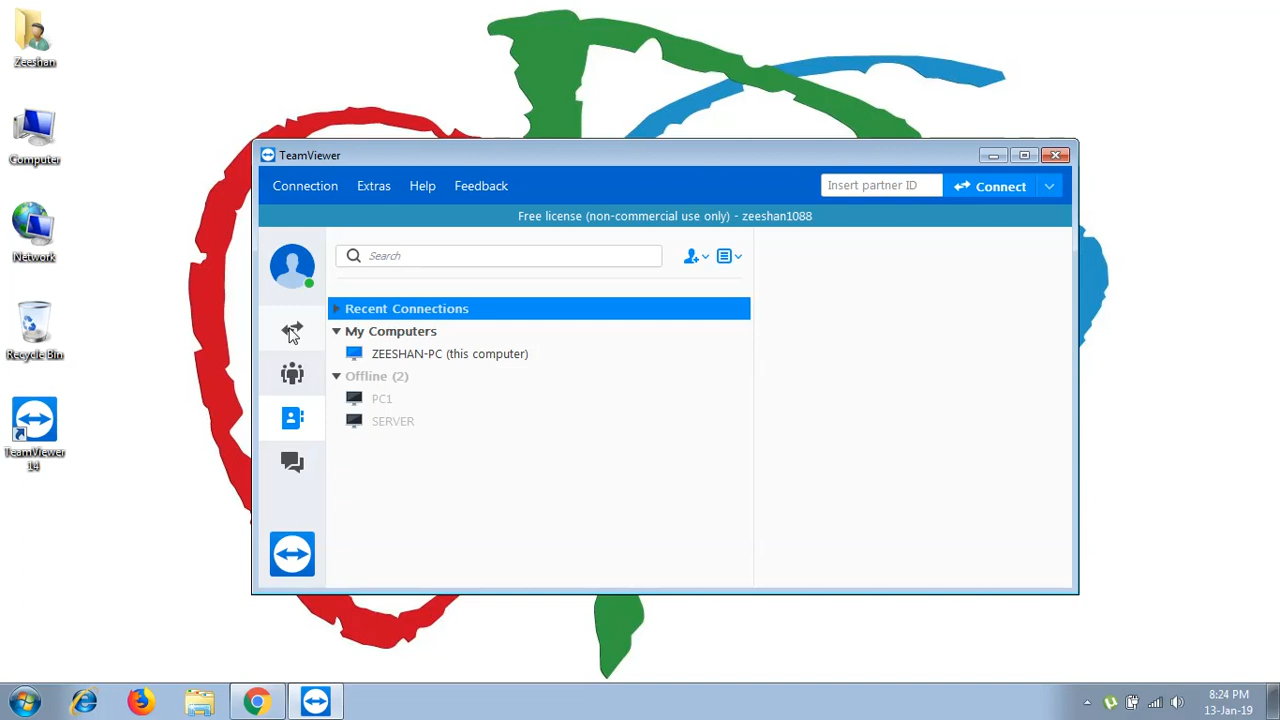 Zeeshan
Computer
Network
Recycle Bin
TeamViewer
14
TeamViewer
Connection Extras Help Feedback
Insert partner ID
Connect
Free license (non-commercial use only) - zeeshan1088
Search
Recent Connections
My Computers
ZEESHAN-PC (this computer)
Offline (2)
PC1
SERVER
8:24 PM
13-Jan-19